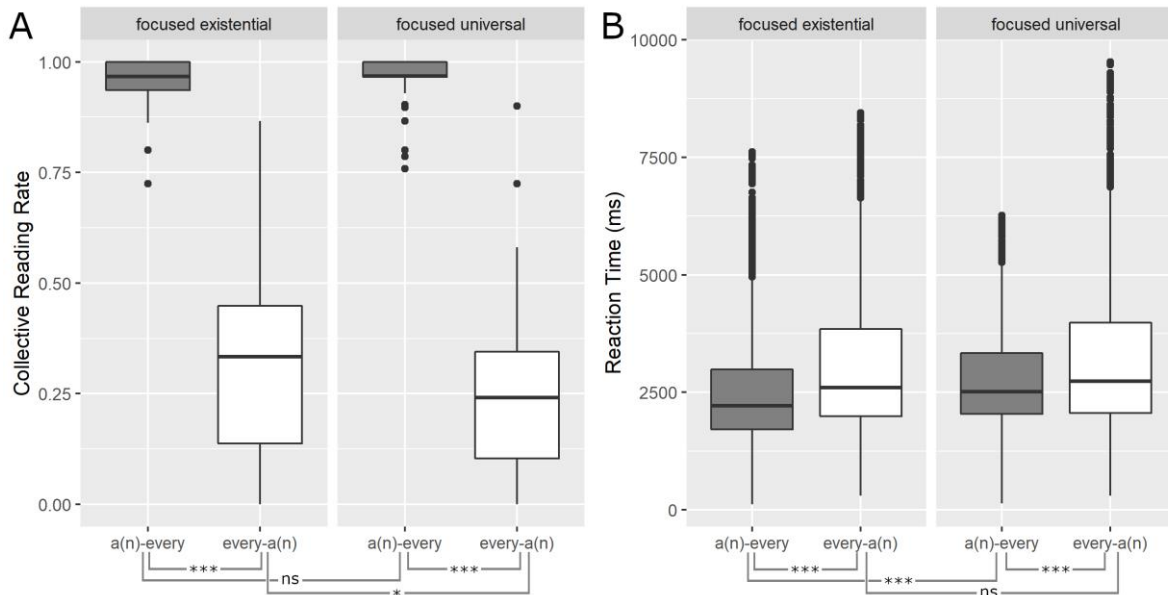 A
focused existential
focused universal
Collective Reading Rate
1.00
0.75
0.50
0.25
0.00
a(n)-every
every-a(n)
a(n)-every
every-a(n)
***
***
ns
*
B
focused existential
focused universal
Reaction Time (ms)
10000
7500
5000
2500
0
a(n)-every
every-a(n)
a(n)-every
every-a(n)
***
***
***
ns